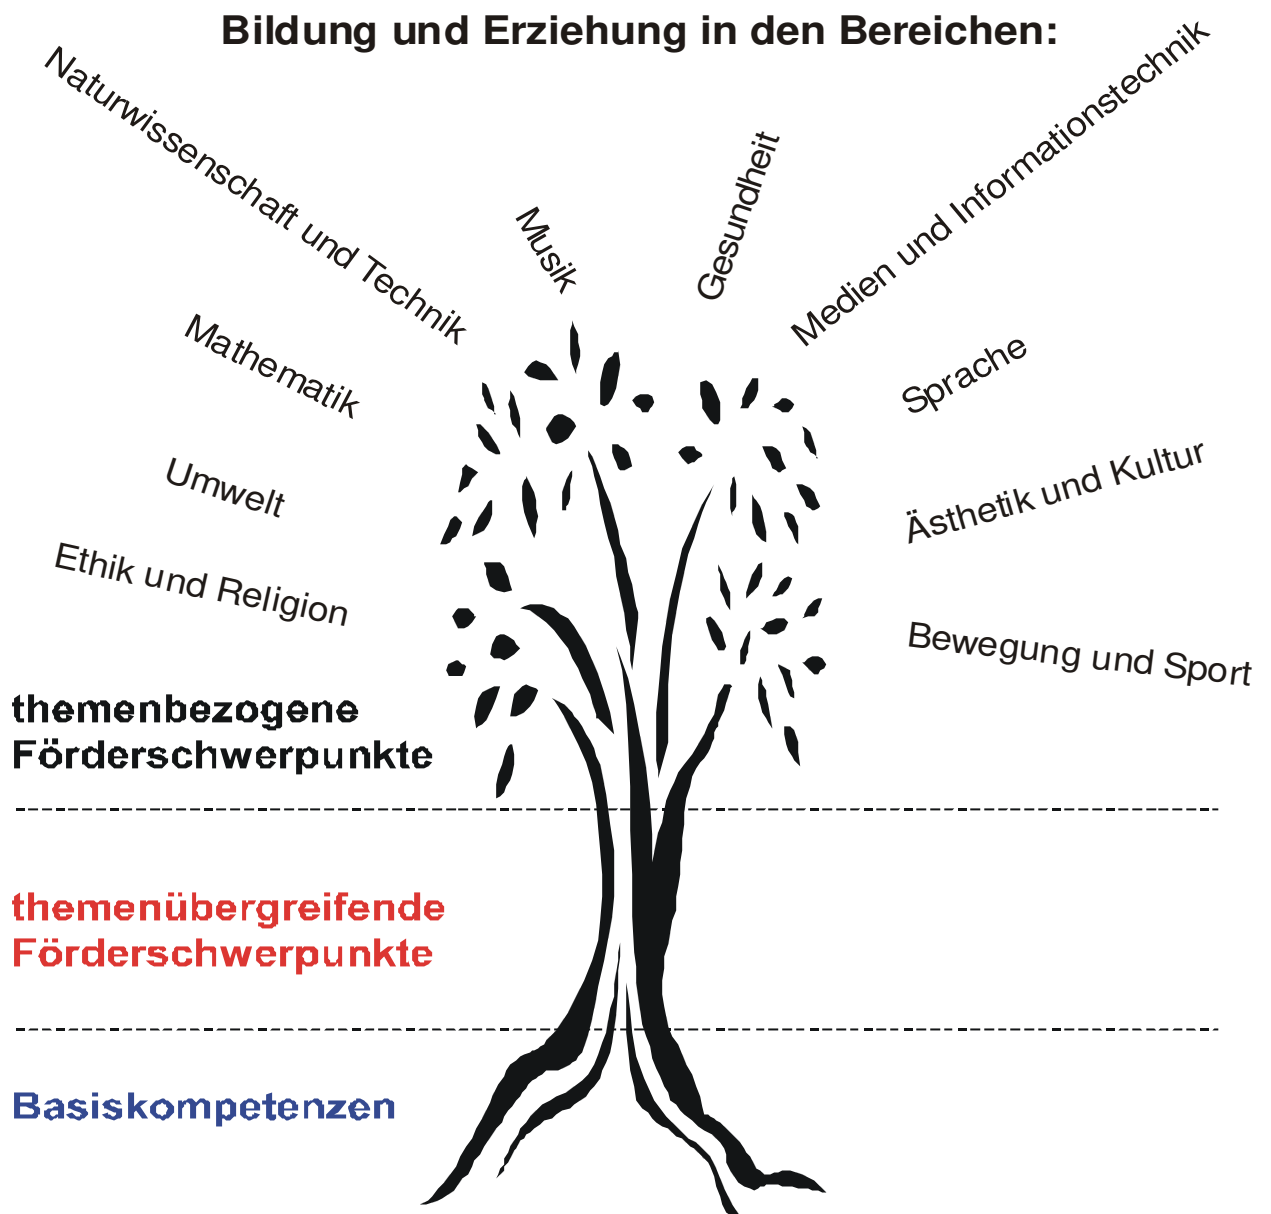 Bildung und Erziehung in den Bereichen:
Naturwissenschaft und Technik
Musik
Gesundheit
Medien und Informationstechnik
Mathematik
Sprache
Umwelt
Ästhetik und Kultur
Ethik und Religion
Bewegung und Sport
themenbezogene
Förderschwerpunkte
themenübergreifende
Förderschwerpunkte
Basiskompetenzen